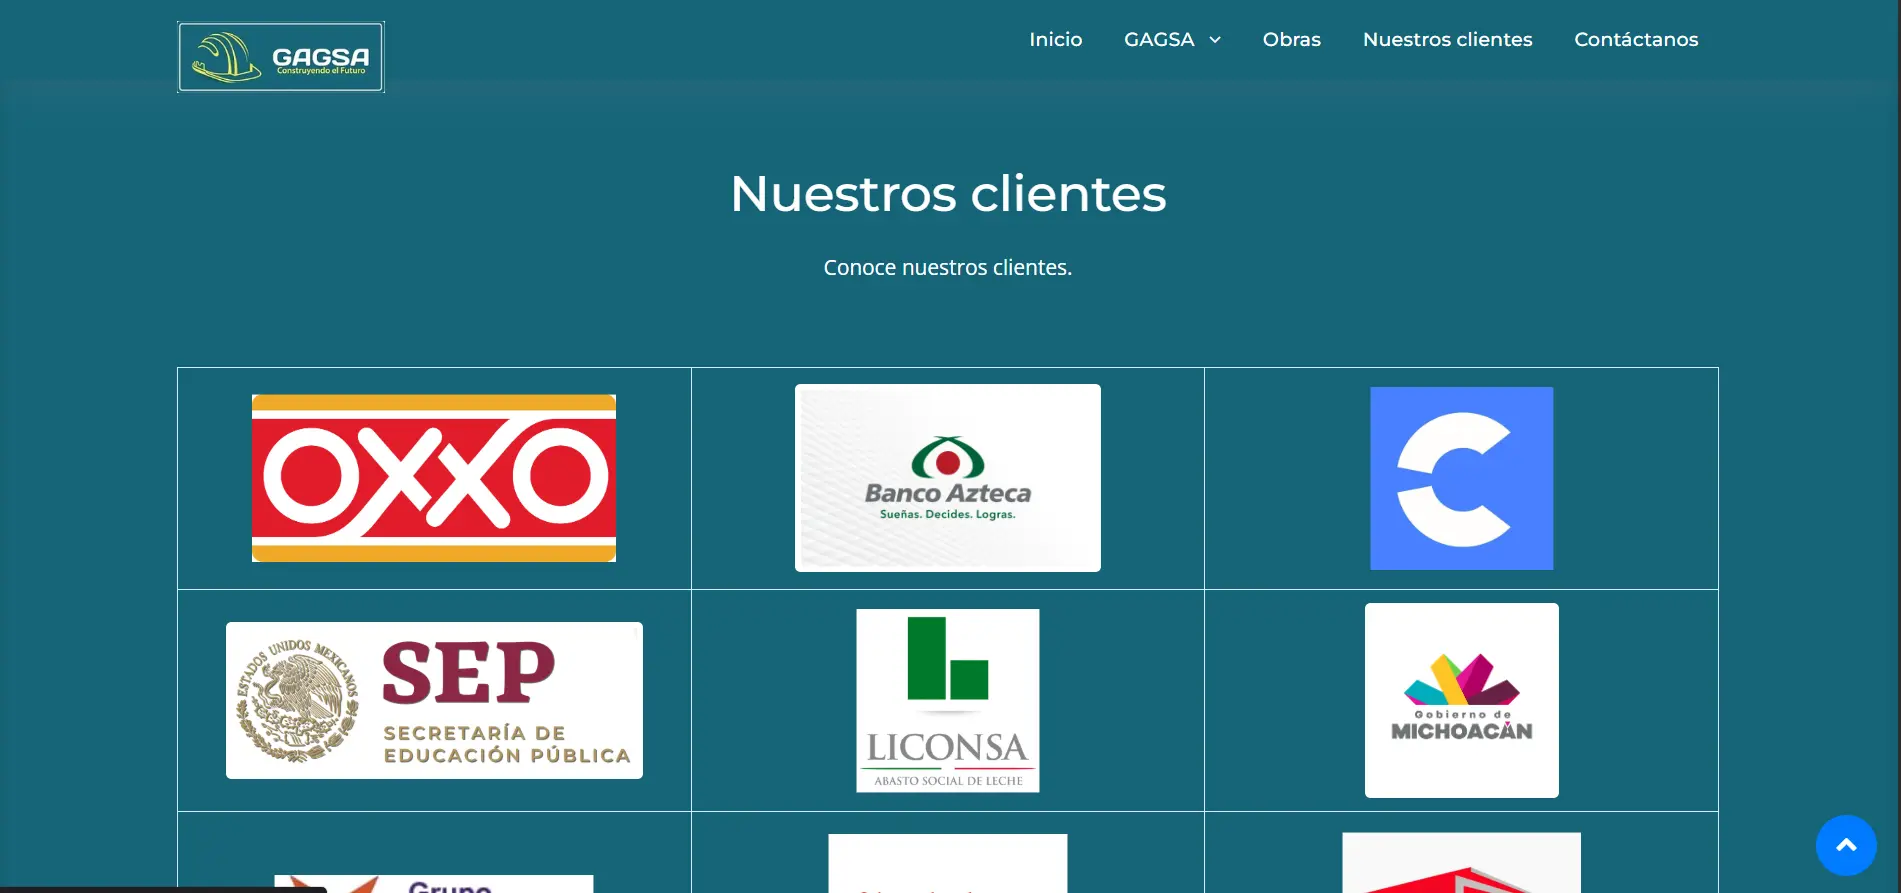 GAGSA
Construyendo el Futuro
Inicio
GAGSA
Obras
Nuestros clientes
Contáctanos
Nuestros clientes
Conoce nuestros clientes.
OXXO
Banco Azteca
Sueñas. Decides. Logras.
C
ESTADOS UNIDOS MEXICANOS
SEP
SECRETARÍA DE
EDUCACIÓN PÚBLICA
LICONSA
ABASTO SOCIAL DE LECHE
Gobierno de
MICHOACÁN
Grupo